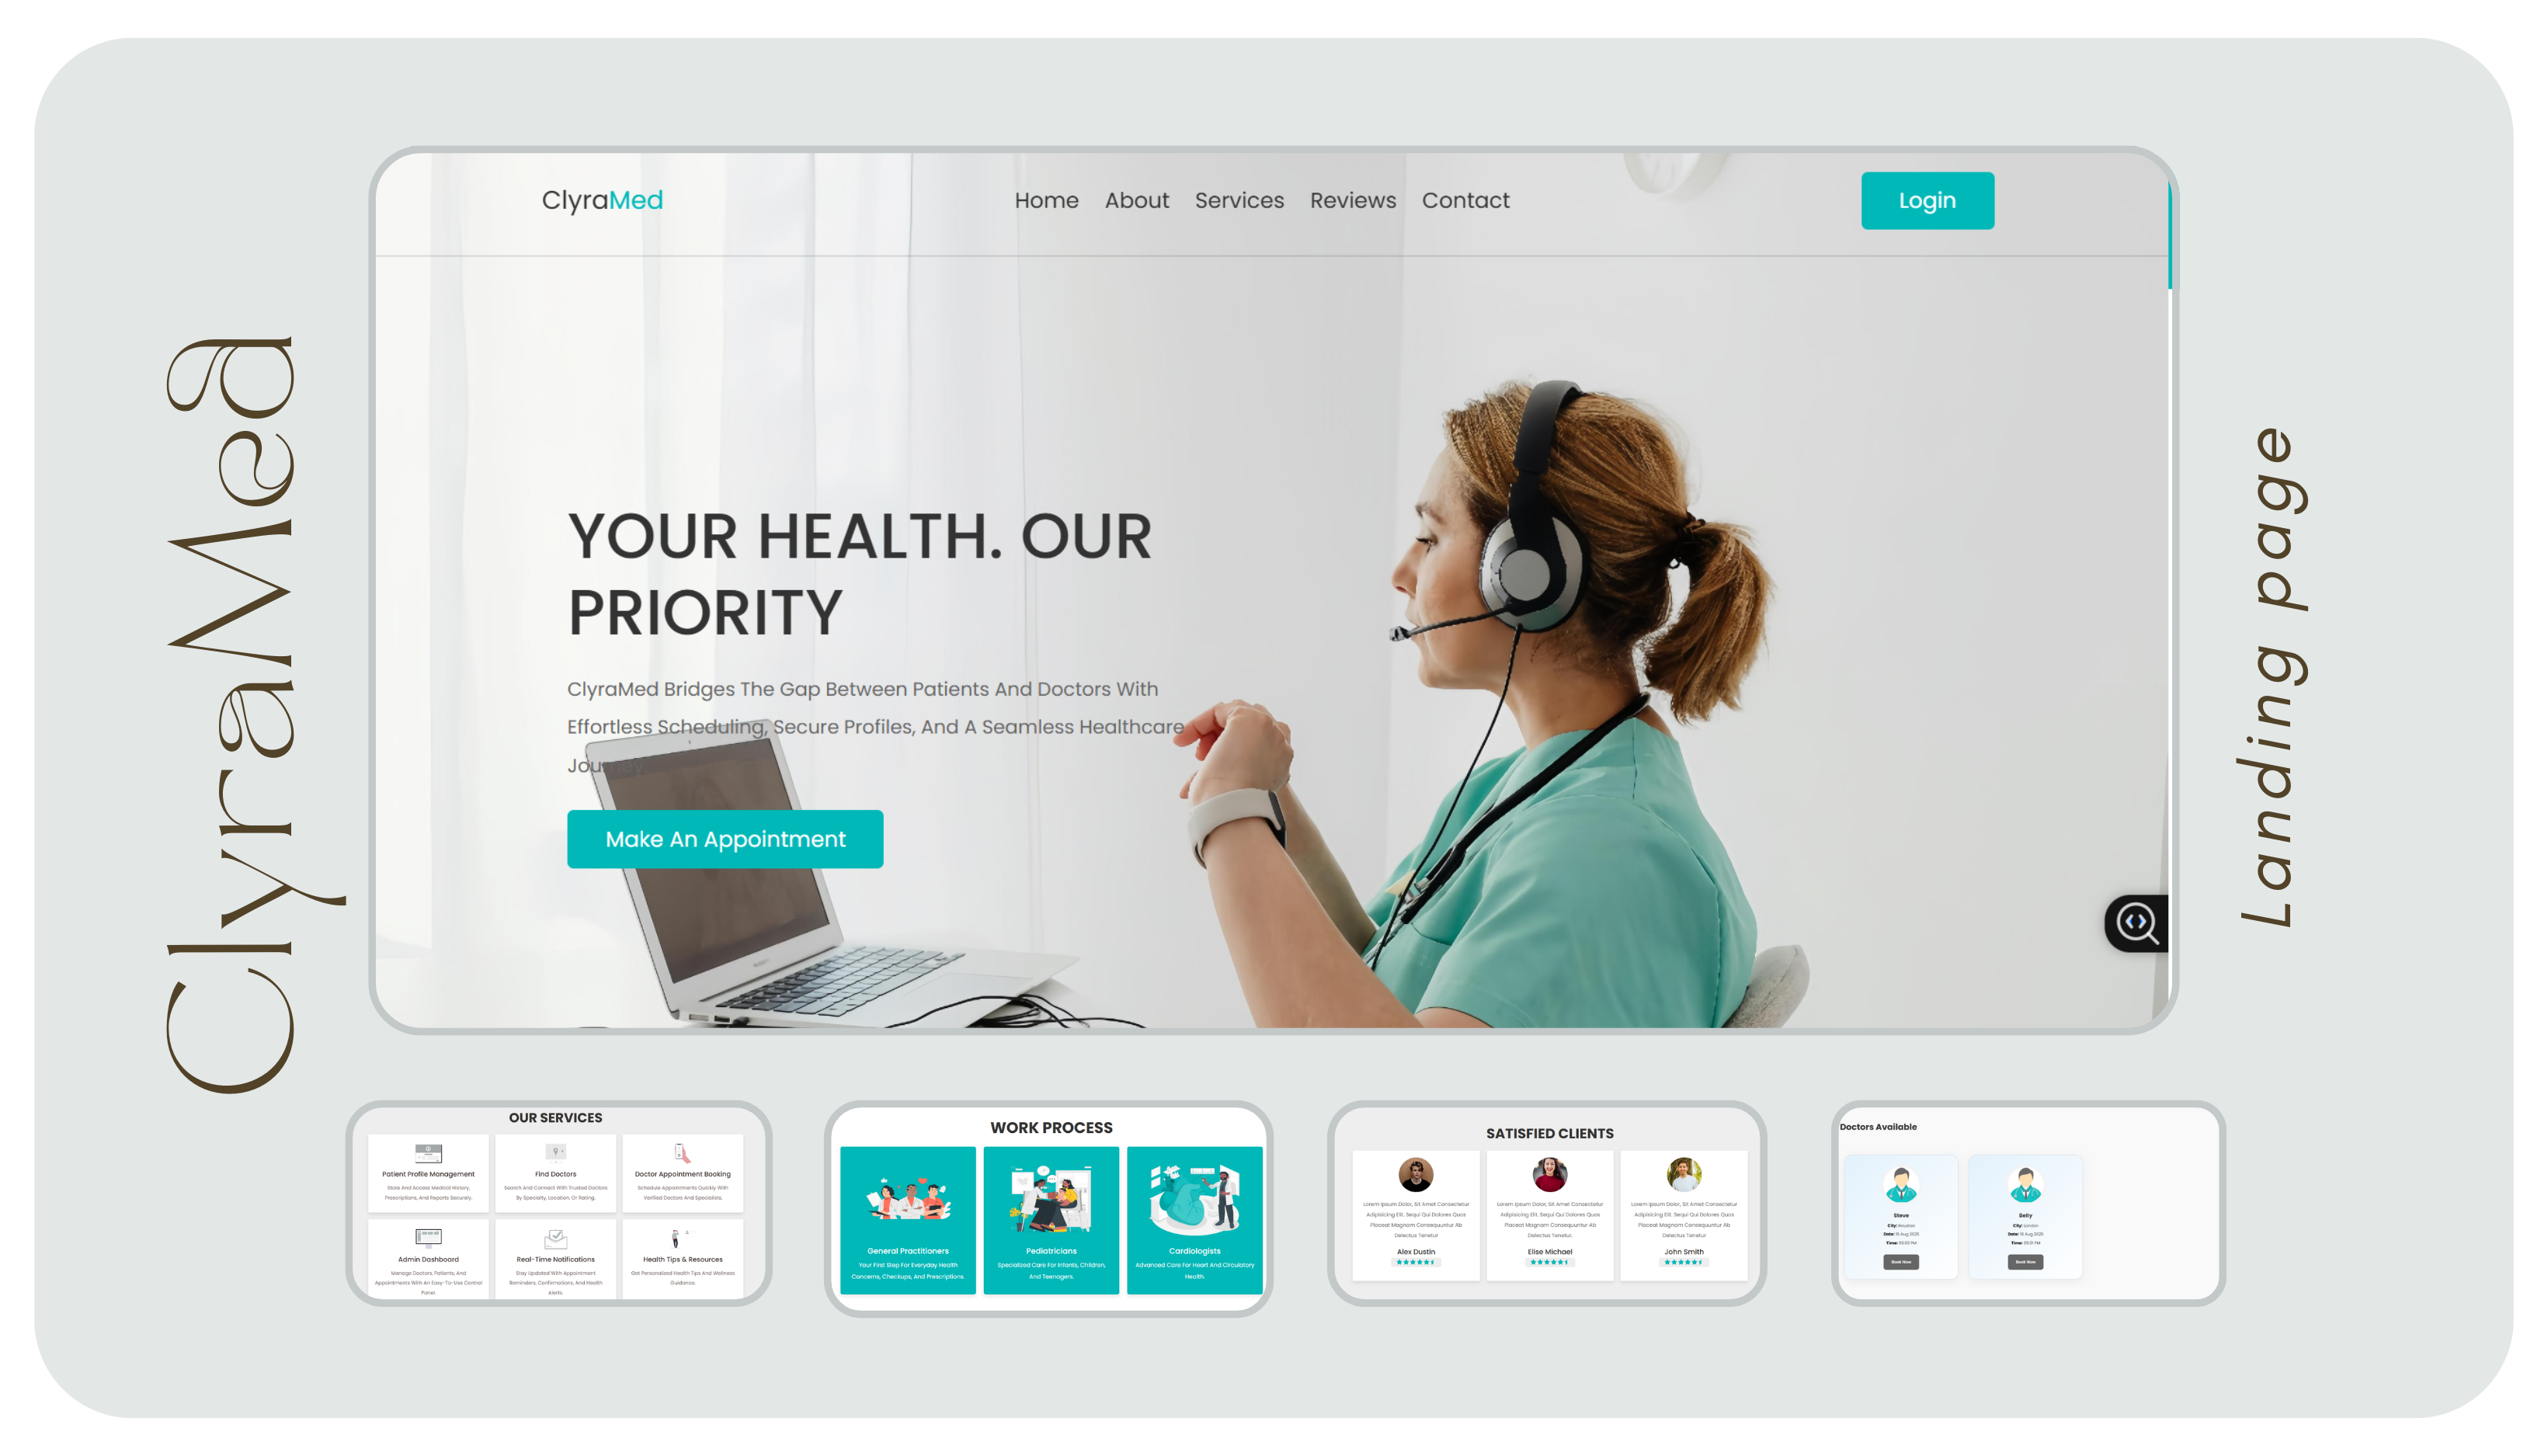 ClyraMed
ClyraMed
Home About Services Reviews Contact
Login
YOUR HEALTH. OUR
PRIORITY
ClyraMed Bridges The Gap Between Patients And Doctors With
Effortless Scheduling, Secure Profiles, And A Seamless Healthcare
Journey.
Make An Appointment
Landing page
OUR SERVICES
Patient Profile Management
Store And Access Medical History,
Prescriptions, And Reports Securely.
Find Doctors
Search And Connect With Trusted Doctors
By Specialty, Location, Or Rating.
Doctor Appointment Booking
Schedule Appointments Quickly With
Verified Doctors And Specialists.
Admin Dashboard
Manage Doctors, Patients, And
Appointments With An Easy-To-Use Control
Panel.
Real-Time Notifications
Stay Updated With Appointment
Reminders, Confirmations, And Health
Alerts.
Health Tips & Resources
Get Personalized Health Tips And Wellness
Guidance.
WORK PROCESS
General Practitioners
Your First Step For Everyday Health
Concerns, Checkups, And Prescriptions.
Pediatricians
Specialized Care For Infants, Children,
And Teenagers.
Cardiologists
Advanced Care For Heart And Circulatory
Health.
SATISFIED CLIENTS
Lorem Ipsum Dolor, Sit Amet Consectetur
Adipisicing Elit. Sequi Qui Dolores Quos
Placeat Magnam Consequuntur Ab
Delectus Tenetur
Alex Dustin
Lorem Ipsum Dolor, Sit Amet Consectetur
Adipisicing Elit. Sequi Qui Dolores Quos
Placeat Magnam Consequuntur Ab
Delectus Tenetur.
Elise Michael
Lorem Ipsum Dolor, Sit Amet Consectetur
Adipisicing Elit. Sequi Qui Dolores Quos
Placeat Magnam Consequuntur Ab
Delectus Tenetur.
John Smith
Doctors Available
Steve
City: Houston
Date: 15 Aug 2025
Time:
Book Now
Belly
City: London
Date: 15 Aug 2025
Time:
Book Now